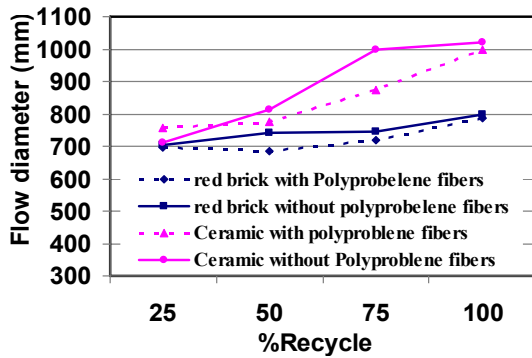 1100
1000
900
800
700
600
500
400
300
Flow diameter (mm)
red brick with Polyprobelene fibers
red brick without polyprobelene fibers
Ceramic with polyproblene fibers
Ceramic without Polyproblene fibers
25 50 75 100
%Recycle